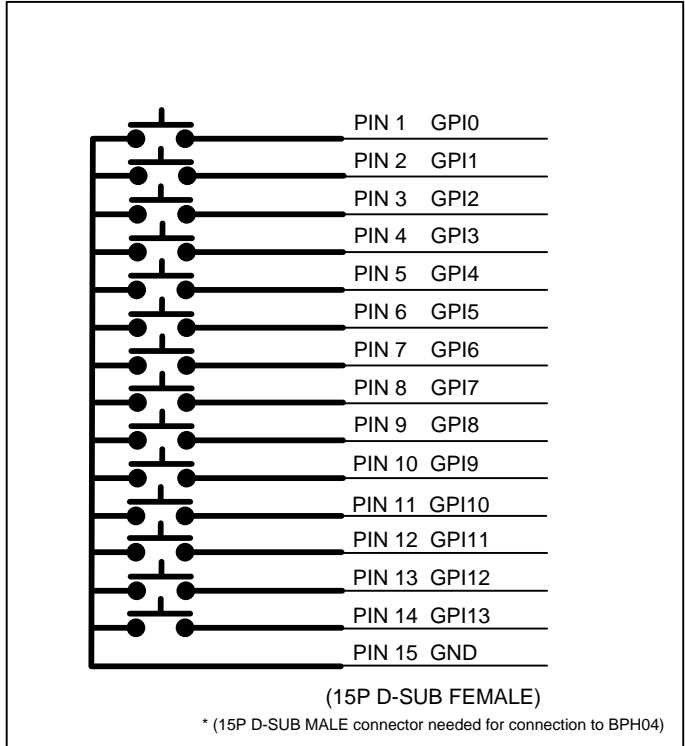 PIN 1 GPI0
PIN 2 GPI1
PIN 3 GPI2
PIN 4 GPI3
PIN 5 GPI4
PIN 6 GPI5
PIN 7 GPI6
PIN 8 GPI7
PIN 9 GPI8
PIN 10 GPI9
PIN 11 GPI10
PIN 12 GPI11
PIN 13 GPI12
PIN 14 GPI13
PIN 15 GND
(15P D-SUB FEMALE)
* (15P D-SUB MALE connector needed for connection to BPH04)